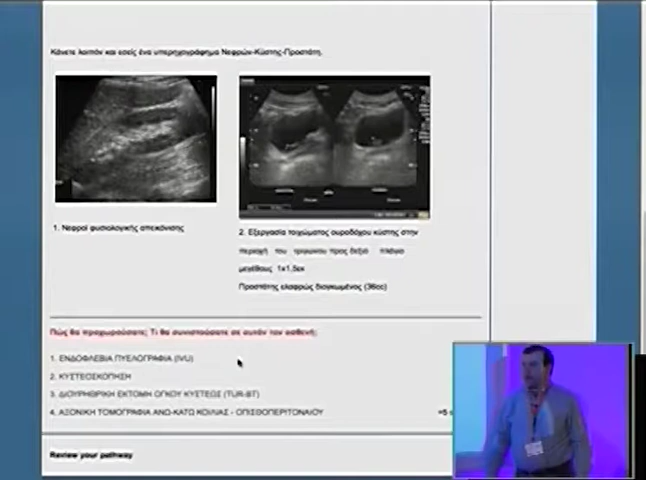 Κάνετε λοιπόν και εσείς ένα υπερηχογράφημα Νεφρών-Κύστης-Προστάτη.
1. Νεφροί φυσιολογικής απεικόνισης
2. Εξεργασία τοιχώματος ουροδόχου κύστης στην
περιοχή του τριγώνου προς δεξιό πλάγιο
μεγέθους 1x1,5εκ
Προστάτης ελαφρώς διογκωμένος (36cc)
Πώς θα προχωρούσατε; Τι θα συνιστούσατε σε αυτόν τον ασθενή;
1. ΕΝΔΟΦΛΕΒΙΑ ΠΥΕΛΟΓΡΑΦΙΑ (IVU)
2. ΚΥΣΤΕΟΣΚΟΠΗΣΗ
3. ΔΙΟΥΡΗΘΡΙΚΗ ΕΚΤΟΜΗ ΟΓΚΟΥ ΚΥΣΤΕΩΣ (TUR-BT)
4. ΑΞΟΝΙΚΗ ΤΟΜΟΓΡΑΦΙΑ ΑΝΩ-ΚΑΤΩ ΚΟΙΛΙΑΣ - ΟΠΙΣΘΟΠΕΡΙΤΟΝΑΙΟΥ
Review your pathway